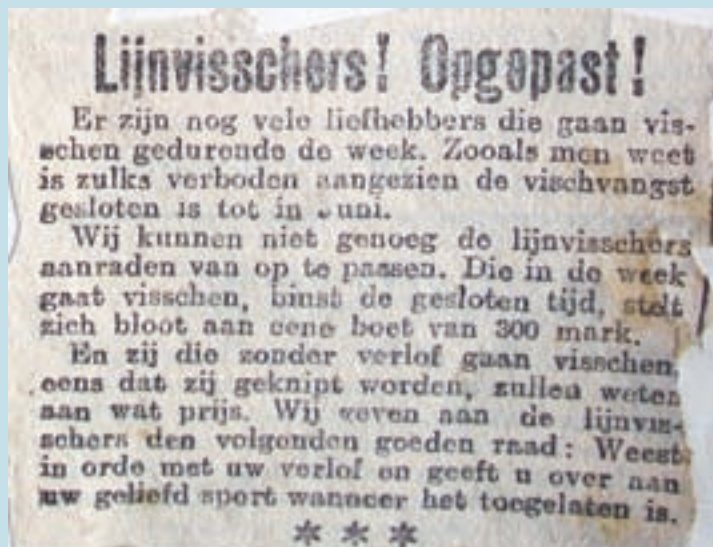 Lijnvisschers! Opgepast!
Er zijn nog vele liefhebbers die gaan vis-
schen gedurende de week. Zooals men weet
is zulks verboden aangezien de vischvangst
gesloten is tot in Juni.
Wij kunnen niet genoeg de lijnvisschers
aanraden van op te passen. Die in de week
gaat visschen, binst de gesloten tijd, stelt
zich bloot aan eene boet van 300 mark.
En zij die zonder verlof gaan visschen,
eens dat zij geknipt worden, zullen weten
aan wat prijs. Wij geven aan de lijnvis-
schers den volgenden goeden raad: Weest
in orde met uw verlof en geeft u over aan
uw geliefd sport wanneer het toegelaten is.
* * *